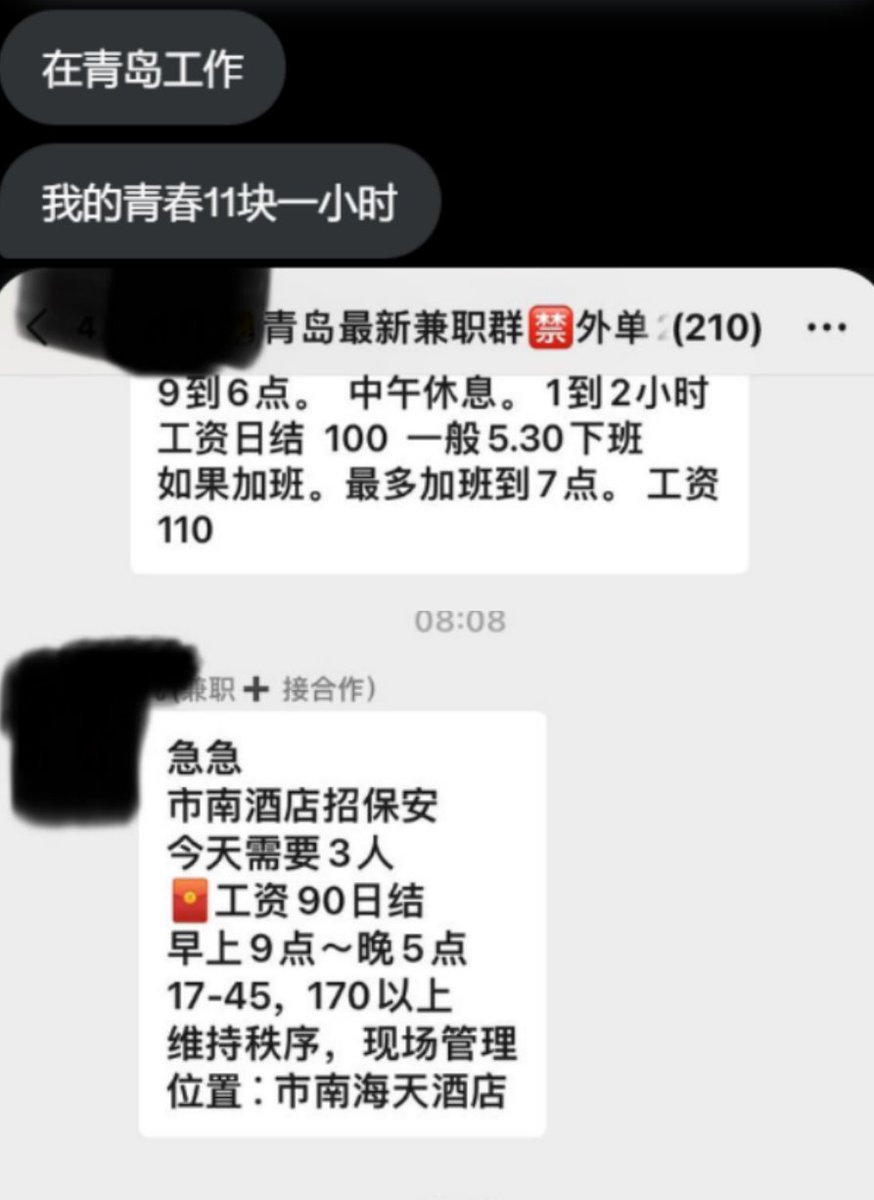 在青岛工作
我的青春11块一小时
青岛最新兼职群🈲外单 (210)
9到6点。 中午休息。1到2小时
工资日结 100 一般5.30下班
如果加班。最多加班到7点。 工资
110
08:08
(兼职➕ 接合作)
急急
市南酒店招保安
今天需要3人
🧧工资90日结
早上9点～晚5点
17-45，170以上
维持秩序，现场管理
位置：市南海天酒店